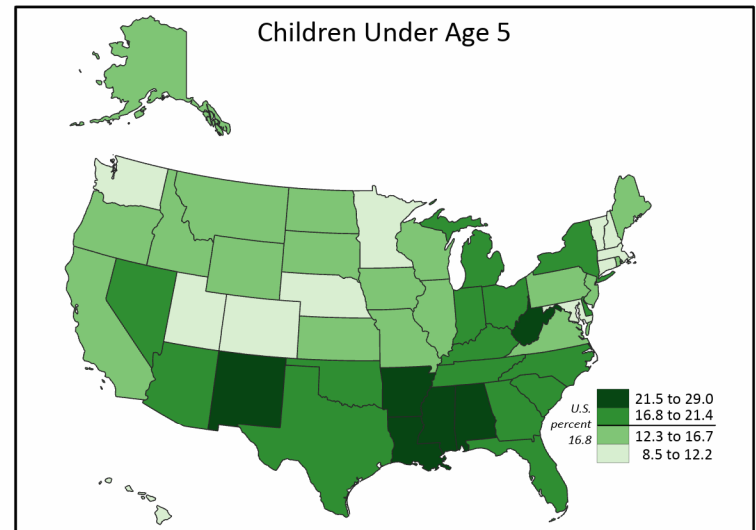 Children Under Age 5
21.5 to 29.0
U.S. 16.8 to 21.4
percent
16.8 12.3 to 16.7
8.5 to 12.2